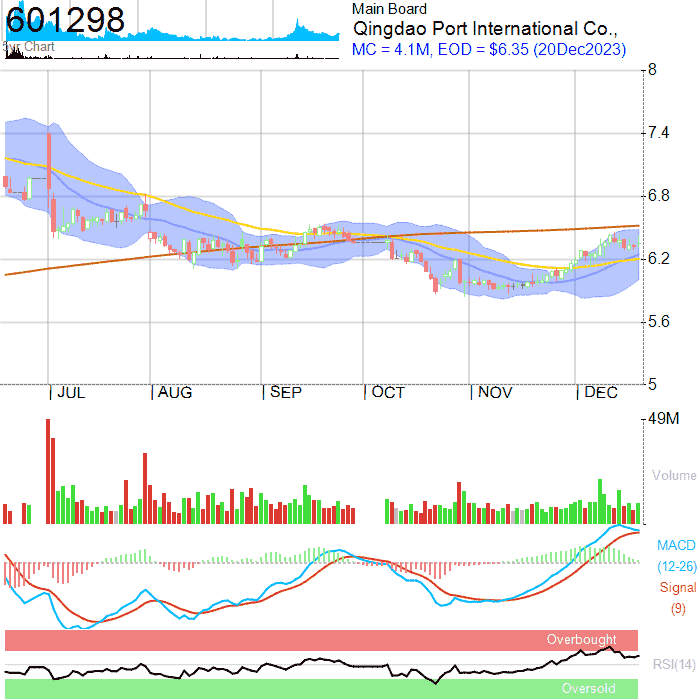 601298
5yr Chart
Main Board
Qingdao Port International Co.,
MC = 4.1M, EOD = $6.35 (20Dec2023)
8
7.4
6.8
6.2
5.6
5
JUL
AUG
SEP
OCT
NOV
DEC
49M
Volume
MACD
(12-26)
Signal
(9)
Overbought
RSI(14)
Oversold